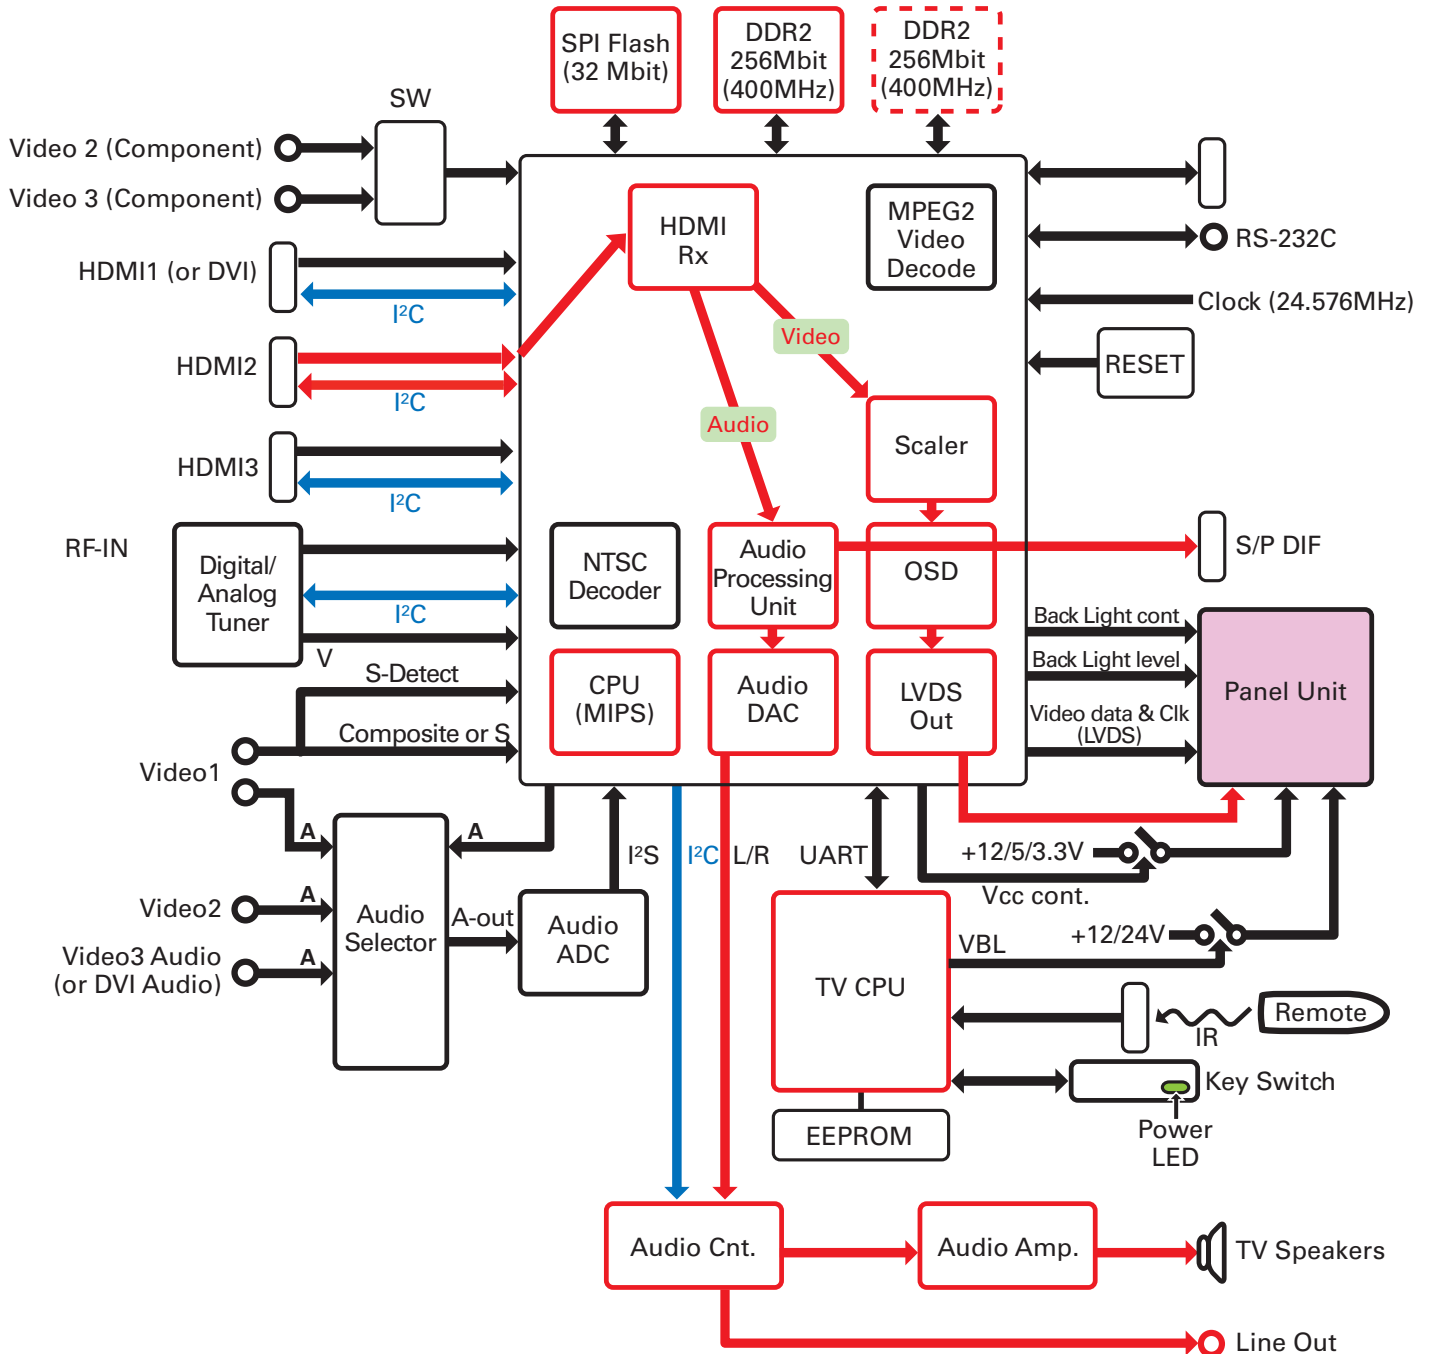 SPI Flash
(32 Mbit)
DDR2
256Mbit
(400MHz)
DDR2
256Mbit
(400MHz)
SW
Video 2 (Component)
Video 3 (Component)
HDMI
Rx
MPEG2
Video
Decode
RS-232C
HDMI1 (or DVI)
I²C
Clock (24.576MHz)
Video
HDMI2
I²C
RESET
Audio
Scaler
HDMI3
I²C
RF-IN
Digital/
Analog
Tuner
I²C
V
NTSC
Decoder
Audio
Processing
Unit
OSD
S/P DIF
Back Light cont
Back Light level
Video data & Clk
(LVDS)
Panel Unit
S-Detect
Composite or S
CPU
(MIPS)
Audio
DAC
LVDS
Out
Video1
A
A
I²S
I²C
L/R
UART
+12/5/3.3V
Vcc cont.
Video2
A
Audio
Selector
A-out
Audio
ADC
Video3 Audio
(or DVI Audio)
A
VBL
+12/24V
TV CPU
IR
Remote
Key Switch
Power
LED
EEPROM
Audio Cnt.
Audio Amp.
TV Speakers
Line Out